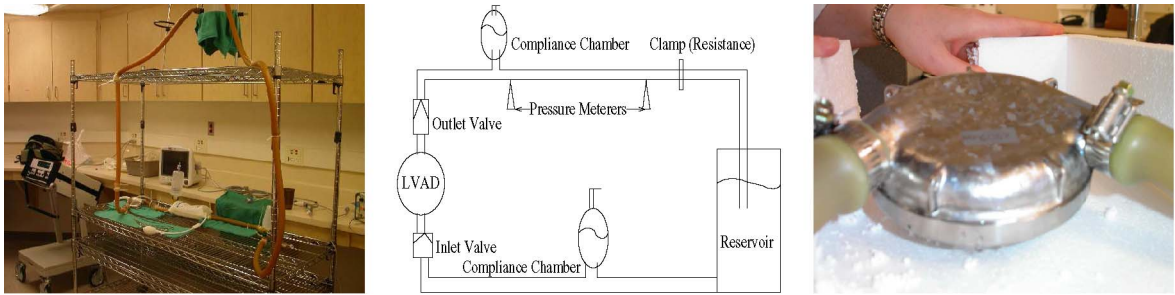 Compliance Chamber
Clamp (Resistance)
Pressure Meterers
Outlet Valve
LVAD
Inlet Valve
Compliance Chamber
Reservoir